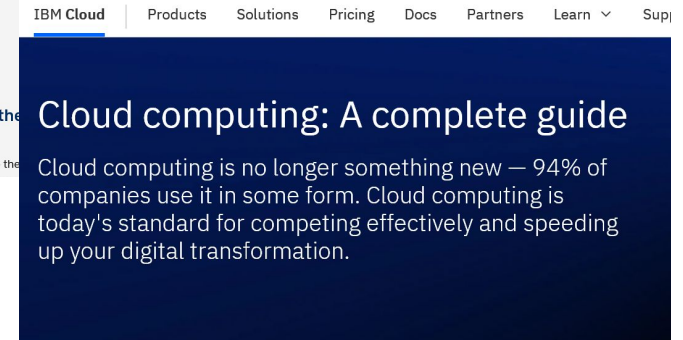 IBM Cloud Products Solutions Pricing Docs Partners Learn
the
the
Cloud computing: A complete guide
Cloud computing is no longer something new — 94% of
companies use it in some form. Cloud computing is
today's standard for competing effectively and speeding
up your digital transformation.